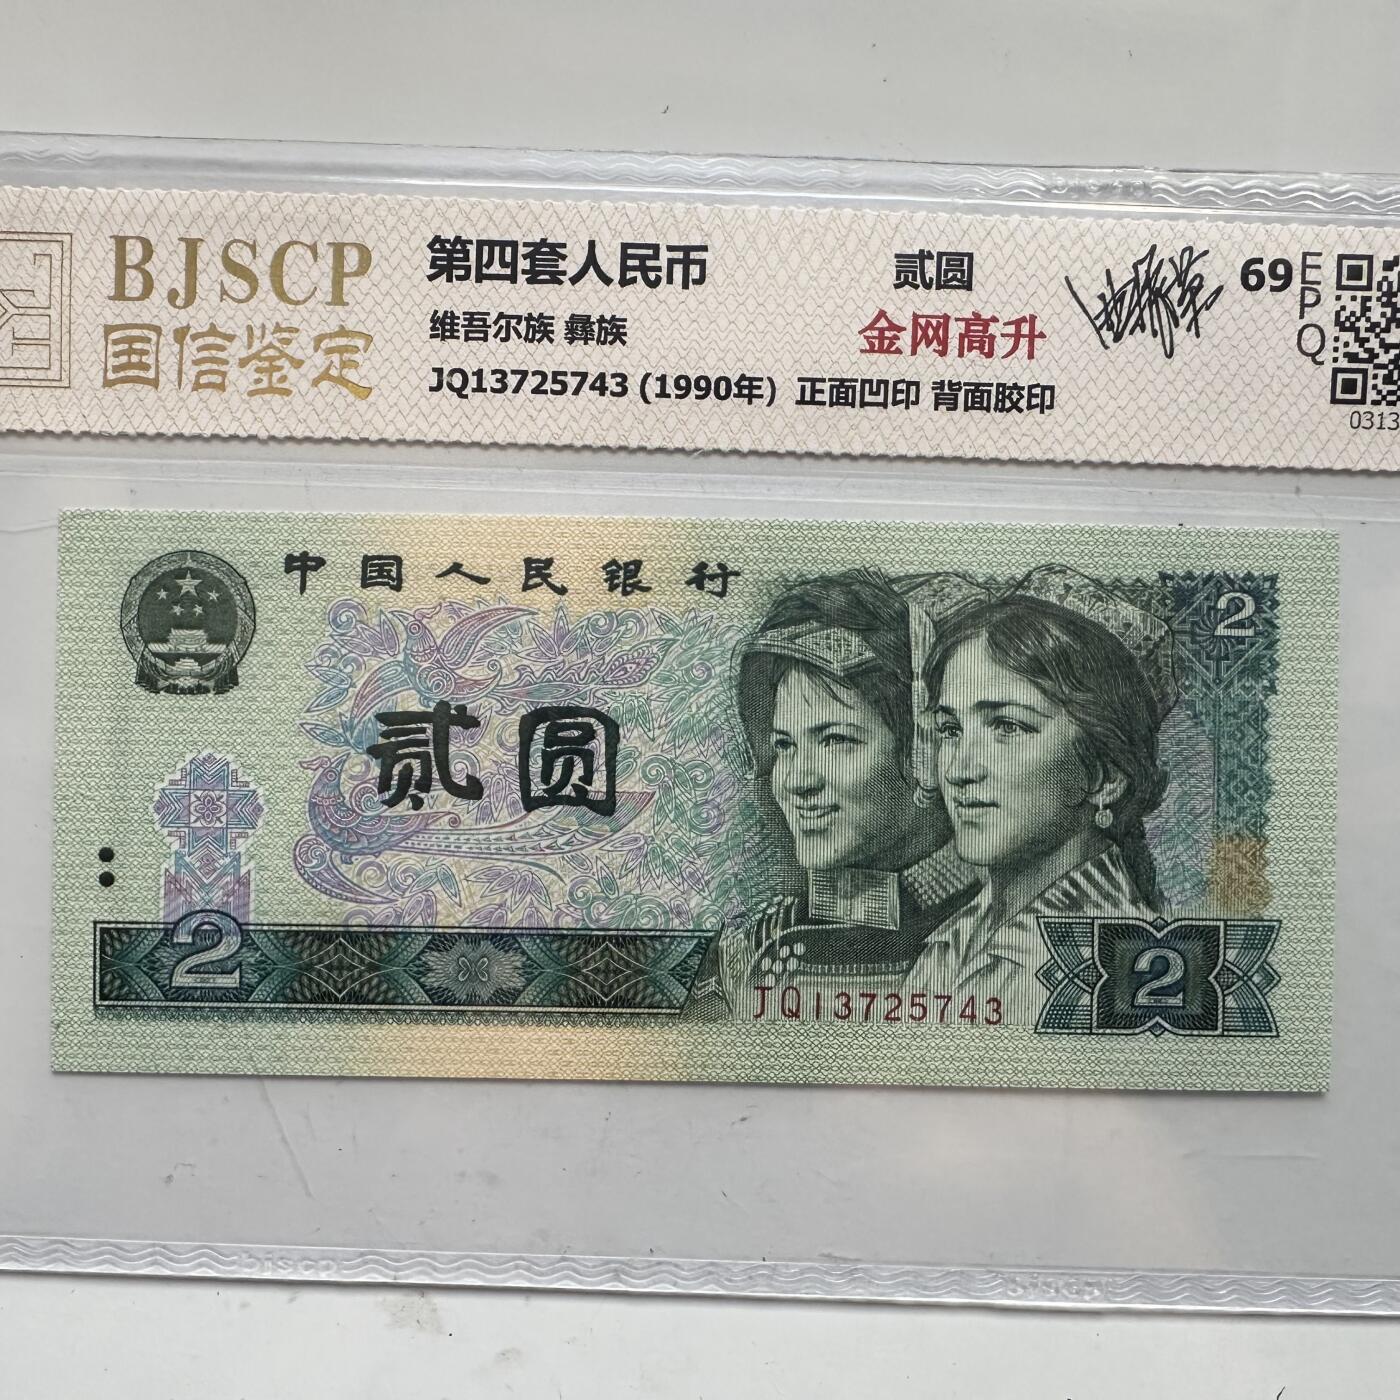 BJSCP
国信鉴定
第四套人民币 贰圆
维吾尔族 彝族 金网高升
JQ13725743 (1990年) 正面凹印 背面胶印
69 EPQ
0313
中国人民银行
2
贰圆
2
JQ13725743
2
bjscp